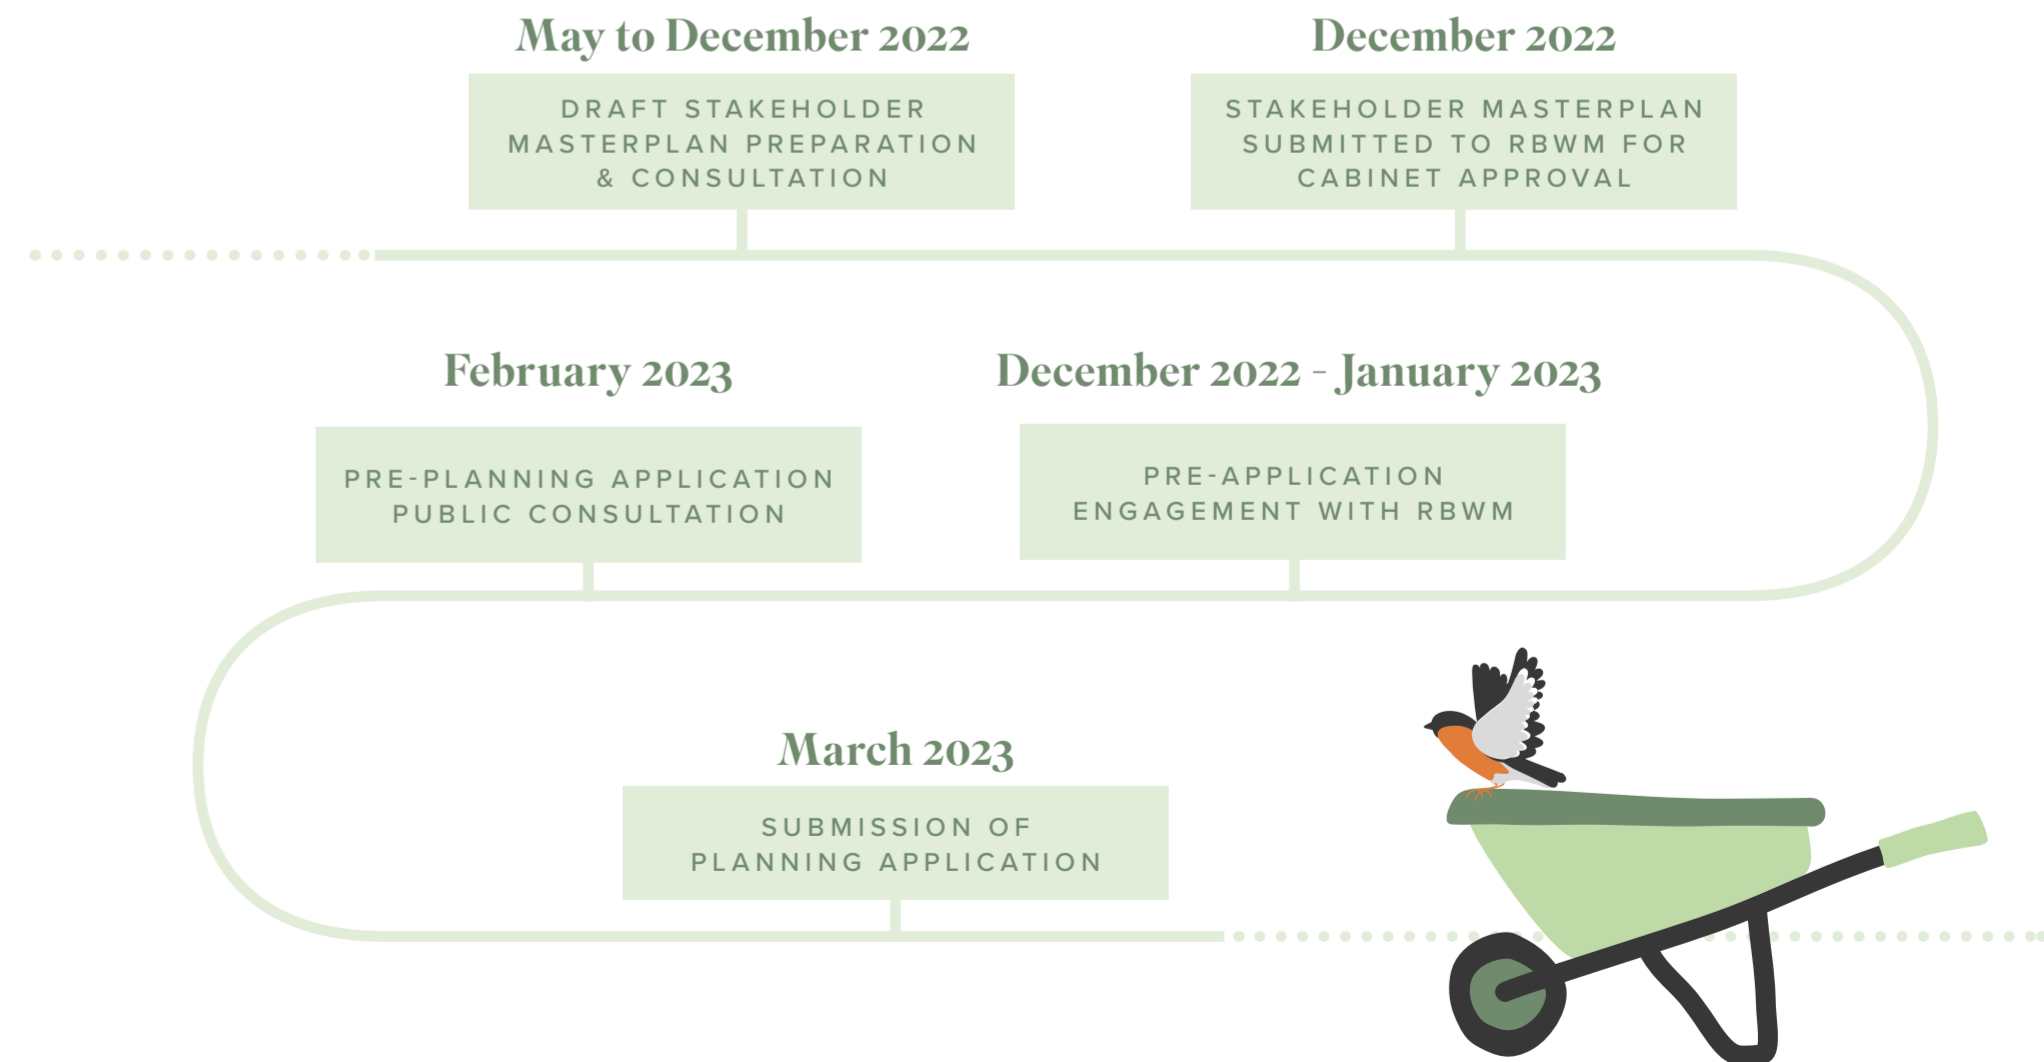 May to December 2022
DRAFT STAKEHOLDER
MASTERPLAN PREPARATION
& CONSULTATION
December 2022
STAKEHOLDER MASTERPLAN
SUBMITTED TO RBWM FOR
CABINET APPROVAL
December 2022 - January 2023
PRE-APPLICATION
ENGAGEMENT WITH RBWM
February 2023
PRE-PLANNING APPLICATION
PUBLIC CONSULTATION
March 2023
SUBMISSION OF
PLANNING APPLICATION